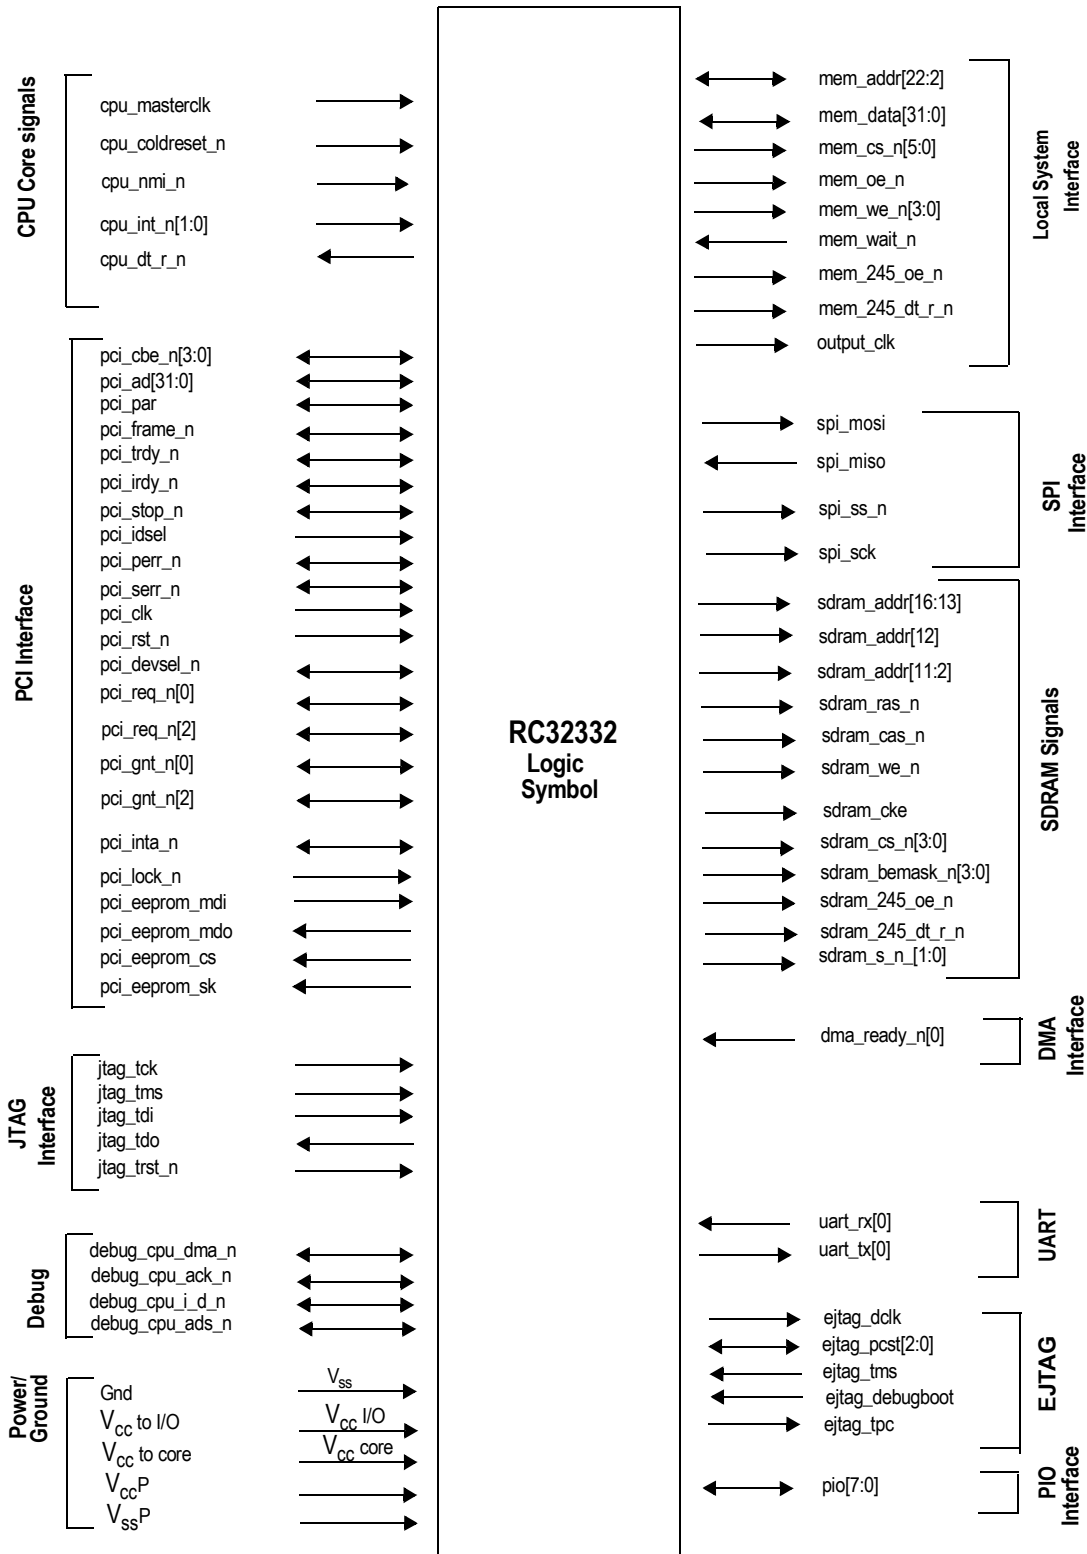 CPU Core signals
cpu_masterclk
cpu_coldreset_n
cpu_nmi_n
cpu_int_n[1:0]
cpu_dt_r_n
PCI Interface
pci_cbe_n[3:0]
pci_ad[31:0]
pci_par
pci_frame_n
pci_trdy_n
pci_irdy_n
pci_stop_n
pci_idsel
pci_perr_n
pci_serr_n
pci_clk
pci_rst_n
pci_devsel_n
pci_req_n[0]
pci_req_n[2]
pci_gnt_n[0]
pci_gnt_n[2]
pci_inta_n
pci_lock_n
pci_eeprom_mdi
pci_eeprom_mdo
pci_eeprom_cs
pci_eeprom_sk
JTAG
Interface
jtag_tck
jtag_tms
jtag_tdi
jtag_tdo
jtag_trst_n
Debug
debug_cpu_dma_n
debug_cpu_ack_n
debug_cpu_i_d_n
debug_cpu_ads_n
Power/
Ground
Gnd
Vss
Vcc to I/O
Vcc I/O
Vcc to core
Vcc core
VccP
VssP
RC32332
Logic
Symbol
mem_addr[22:2]
mem_data[31:0]
mem_cs_n[5:0]
mem_oe_n
mem_we_n[3:0]
mem_wait_n
mem_245_oe_n
mem_245_dt_r_n
output_clk
Local System
Interface
spi_mosi
spi_miso
spi_ss_n
spi_sck
SPI
Interface
sdram_addr[16:13]
sdram_addr[12]
sdram_addr[11:2]
sdram_ras_n
sdram_cas_n
sdram_we_n
sdram_cke
sdram_cs_n[3:0]
sdram_bemask_n[3:0]
sdram_245_oe_n
sdram_245_dt_r_n
sdram_s_n_[1:0]
SDRAM Signals
dma_ready_n[0]
DMA
Interface
uart_rx[0]
uart_tx[0]
UART
ejtag_dclk
ejtag_pcst[2:0]
ejtag_tms
ejtag_debugboot
ejtag_tpc
EJTAG
pio[7:0]
PIO
Interface